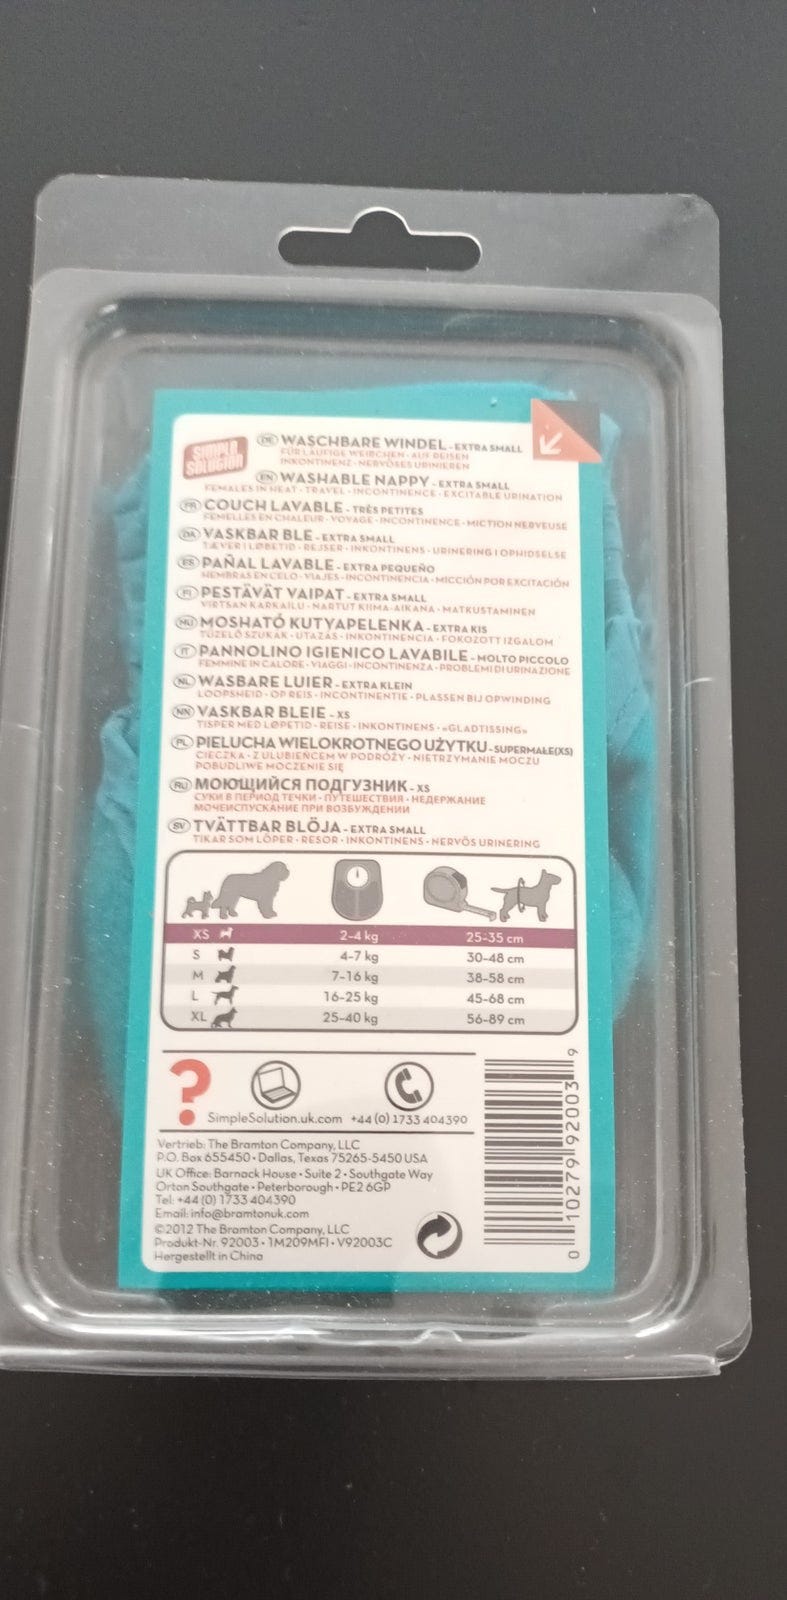 SIMPLE SOLUTION
DE WASCHBARE WINDEL - EXTRA SMALL
FÜR LÄUFIGE WEIBCHEN · AUF REISEN
INKONTINENZ · NERVÖSES URINIEREN
EN WASHABLE NAPPY - EXTRA SMALL
FEMALES IN HEAT · TRAVEL · INCONTINENCE · EXCITABLE URINATION
FR COUCH LAVABLE - TRÈS PETITES
FEMELLES EN CHALEUR · VOYAGE · INCONTINENCE · MICTION NERVEUSE
DA VASKBAR BLE - EXTRA SMALL
TÆVER I LØBETID · REJSER · INKONTINENS · URINERING I OPHIDSELSE
ES PAÑAL LAVABLE - EXTRA PEQUEÑO
HEMBRAS EN CELO · VIAJES · INCONTINENCIA · MICCIÓN POR EXCITACIÓN
FI PESTÄVÄT VAIPAT - EXTRA SMALL
VIRTSAN KARKAILU · NARTUT KIIMA-AIKANA · MATKUSTAMINEN
HU MOSHATÓ KUTYAPELENKA - EXTRA KIS
TÜZELŐ SZUKÁK · UTAZÁS · INKONTINENCIA · FOKOZOTT IZGALOM
IT PANNOLINO IGIENICO LAVABILE - MOLTO PICCOLO
FEMMINE IN CALORE · VIAGGI · INCONTINENZA · PROBLEMI DI URINAZIONE
NL WASBARE LUIER - EXTRA KLEIN
LOOPSHEID · OP REIS · INCONTINENTIE · PLASSEN BIJ OPWINDING
NN VASKBAR BLEIE - XS
TISPER MED LØPETID · REISE · INKONTINENS · «GLADTISSING»
PL PIELUCHA WIELOKROTNEGO UŻYTKU - SUPERMAŁE(XS)
CIECZKA · Z ULUBIEŃCEM W PODRÓŻY · NIETRZYMANIE MOCZU
POBUDLIWE MOCZENIE SIĘ
RU МОЮЩИЙСЯ ПОДГУЗНИК - XS
СУКИ В ПЕРИОД ТЕЧКИ · ПУТЕШЕСТВИЯ · НЕДЕРЖАНИЕ
МОЧЕИСПУСКАНИЕ ПРИ ВОЗБУЖДЕНИИ
SV TVÄTTBAR BLÖJA - EXTRA SMALL
TIKAR SOM LÖPER · RESOR · INKONTINENS · NERVÖS URINERING
XS 2-4 kg 25-35 cm
S 4-7 kg 30-48 cm
M 7-16 kg 38-58 cm
L 16-25 kg 45-68 cm
XL 25-40 kg 56-89 cm
? SimpleSolution.uk.com +44 (0) 1733 404390
Vertrieb: The Bramton Company, LLC
P.O. Box 655450 · Dallas, Texas 75265-5450 USA
UK Office: Barnack House · Suite 2 · Southgate Way
Orton Southgate · Peterborough · PE2 6GP
Tel: +44 (0) 1733 404390
Email: info@bramtonuk.com
©2012 The Bramton Company, LLC
Produkt-Nr. 92003 · 1M209MFI · V92003C
Hergestellt in China
0 10279 92003 9